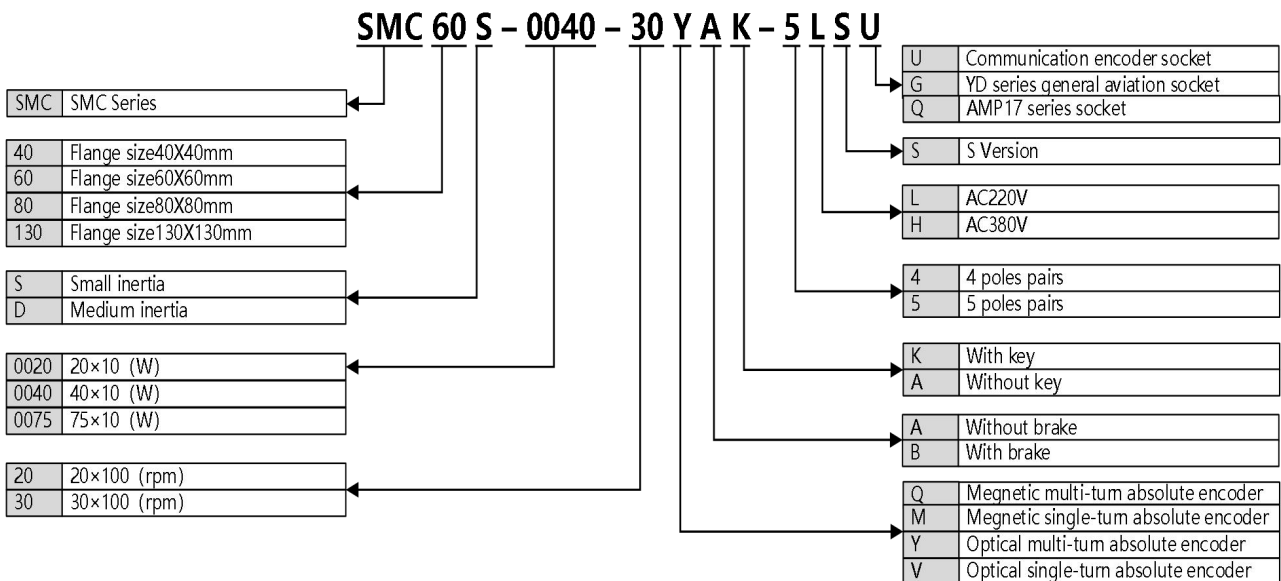 SMC 60 S – 0040 – 30 Y A K – 5 L S U
SMC SMC Series
40 Flange size40X40mm
60 Flange size60X60mm
80 Flange size80X80mm
130 Flange size130X130mm
S Small inertia
D Medium inertia
0020 20×10 (W)
0040 40×10 (W)
0075 75×10 (W)
20 20×100 (rpm)
30 30×100 (rpm)
U Communication encoder socket
G YD series general aviation socket
Q AMP17 series socket
S S Version
L AC220V
H AC380V
4 4 poles pairs
5 5 poles pairs
K With key
A Without key
A Without brake
B With brake
Q Megnetic multi-turn absolute encoder
M Megnetic single-turn absolute encoder
Y Optical multi-turn absolute encoder
V Optical single-turn absolute encoder